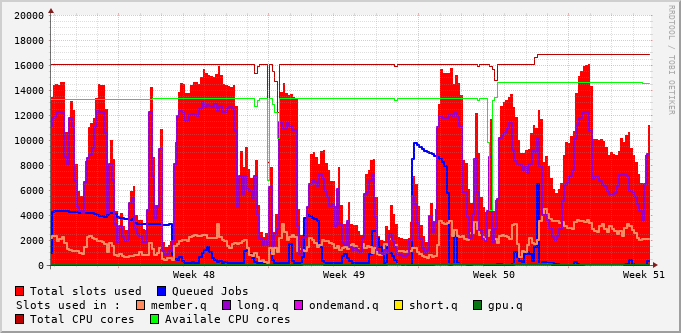 20000
18000
16000
14000
12000
10000
8000
6000
4000
2000
0
Week 48 Week 49 Week 50 Week 51
RRDTOOL / TOBI OETIKER
Total slots used Queued Jobs
Slots used in : member.q long.q ondemand.q short.q gpu.q
Total CPU cores Availale CPU cores